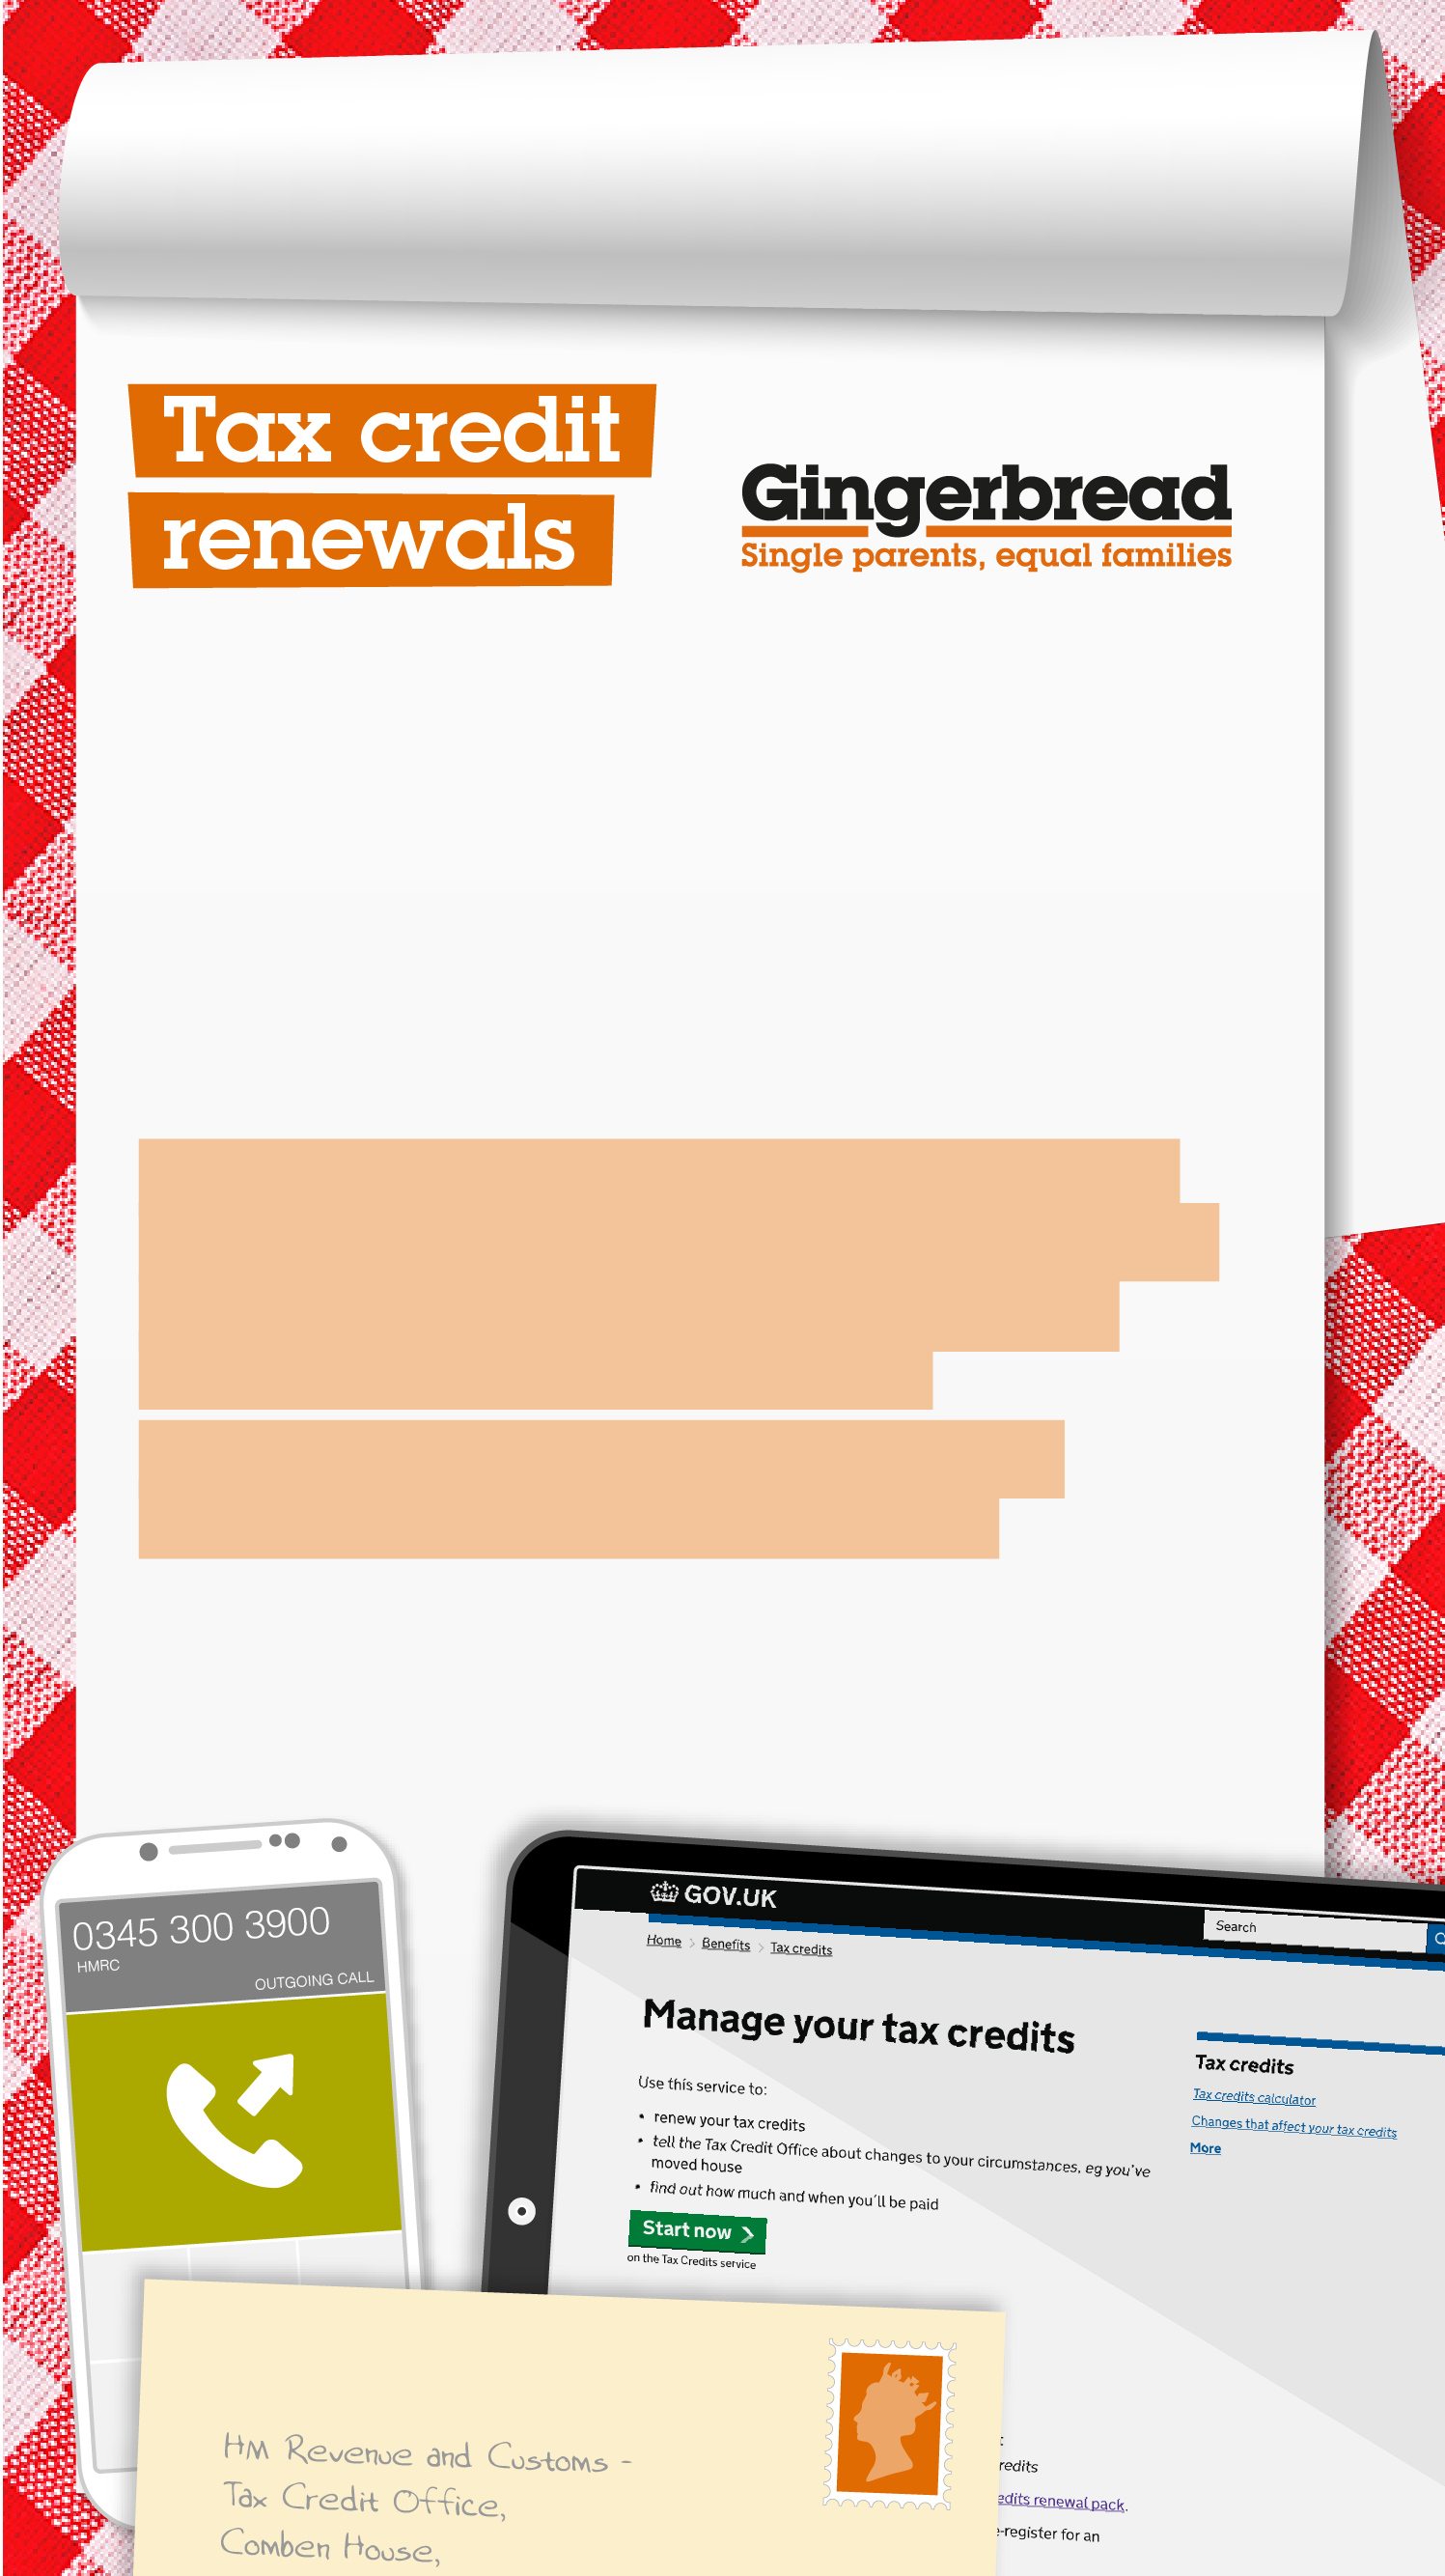 Tax credit
renewals
Gingerbread
Single parents, equal families
0345 300 3900
HMRC
OUTGOING CALL
GOV.UK
Search
Home > Benefits > Tax credits
Manage your tax credits
Use this service to:
• renew your tax credits
• tell the Tax Credit Office about changes to your circumstances, eg you've
moved house
• find out how much and when you'll be paid
Start now >
on the Tax Credits service
Tax credits
Tax credits calculator
Changes that affect your tax credits
More
HM Revenue and Customs -
Tax Credit Office,
Comben House,
redits
edits renewal pack.
e-register for an